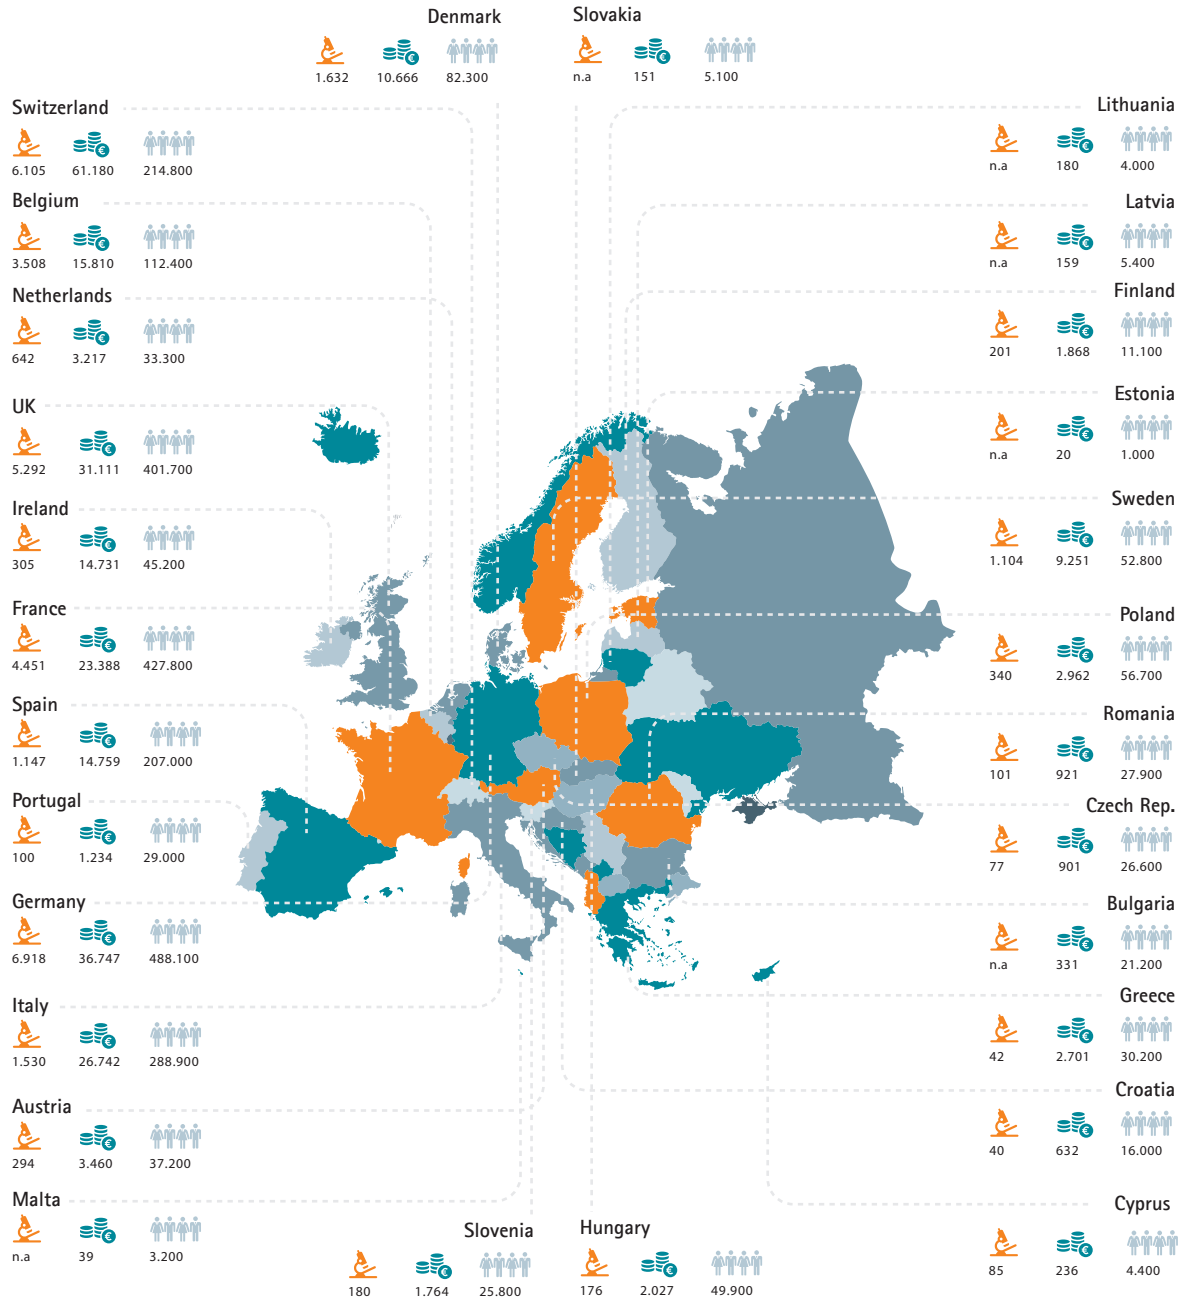 Denmark
1.632 10.666 82.300
Slovakia
n.a 151 5.100
Switzerland
6.105 61.180 214.800
Belgium
3.508 15.810 112.400
Netherlands
642 3.217 33.300
UK
5.292 31.111 401.700
Ireland
305 14.731 45.200
France
4.451 23.388 427.800
Spain
1.147 14.759 207.000
Portugal
100 1.234 29.000
Germany
6.918 36.747 488.100
Italy
1.530 26.742 288.900
Austria
294 3.460 37.200
Malta
n.a 39 3.200
Slovenia
180 1.764 25.800
Hungary
176 2.027 49.900
Lithuania
n.a 180 4.000
Latvia
n.a 159 5.400
Finland
201 1.868 11.100
Estonia
n.a 20 1.000
Sweden
1.104 9.251 52.800
Poland
340 2.962 56.700
Romania
101 921 27.900
Czech Rep.
77 901 26.600
Bulgaria
n.a 331 21.200
Greece
42 2.701 30.200
Croatia
40 632 16.000
Cyprus
85 236 4.400